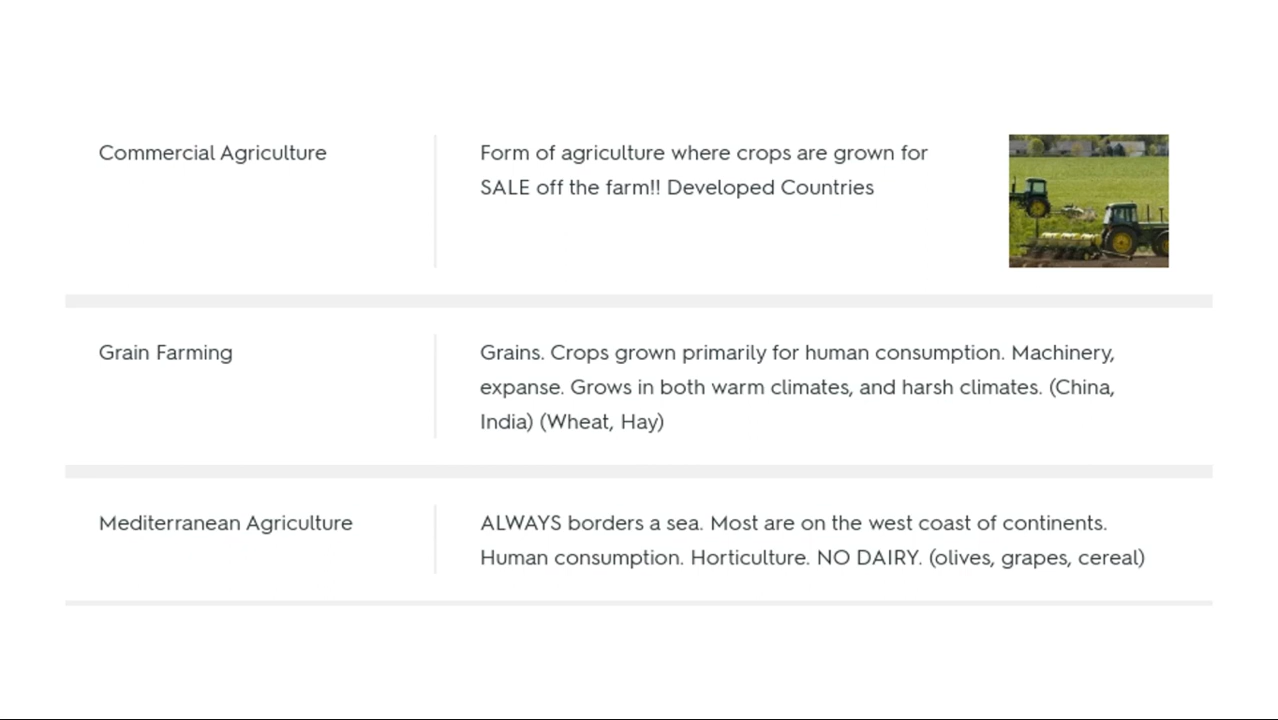 Commercial Agriculture
Form of agriculture where crops are grown for
SALE off the farm!! Developed Countries
Grain Farming
Grains. Crops grown primarily for human consumption. Machinery,
expanse. Grows in both warm climates, and harsh climates. (China,
India) (Wheat, Hay)
Mediterranean Agriculture
ALWAYS borders a sea. Most are on the west coast of continents.
Human consumption. Horticulture. NO DAIRY. (olives, grapes, cereal)